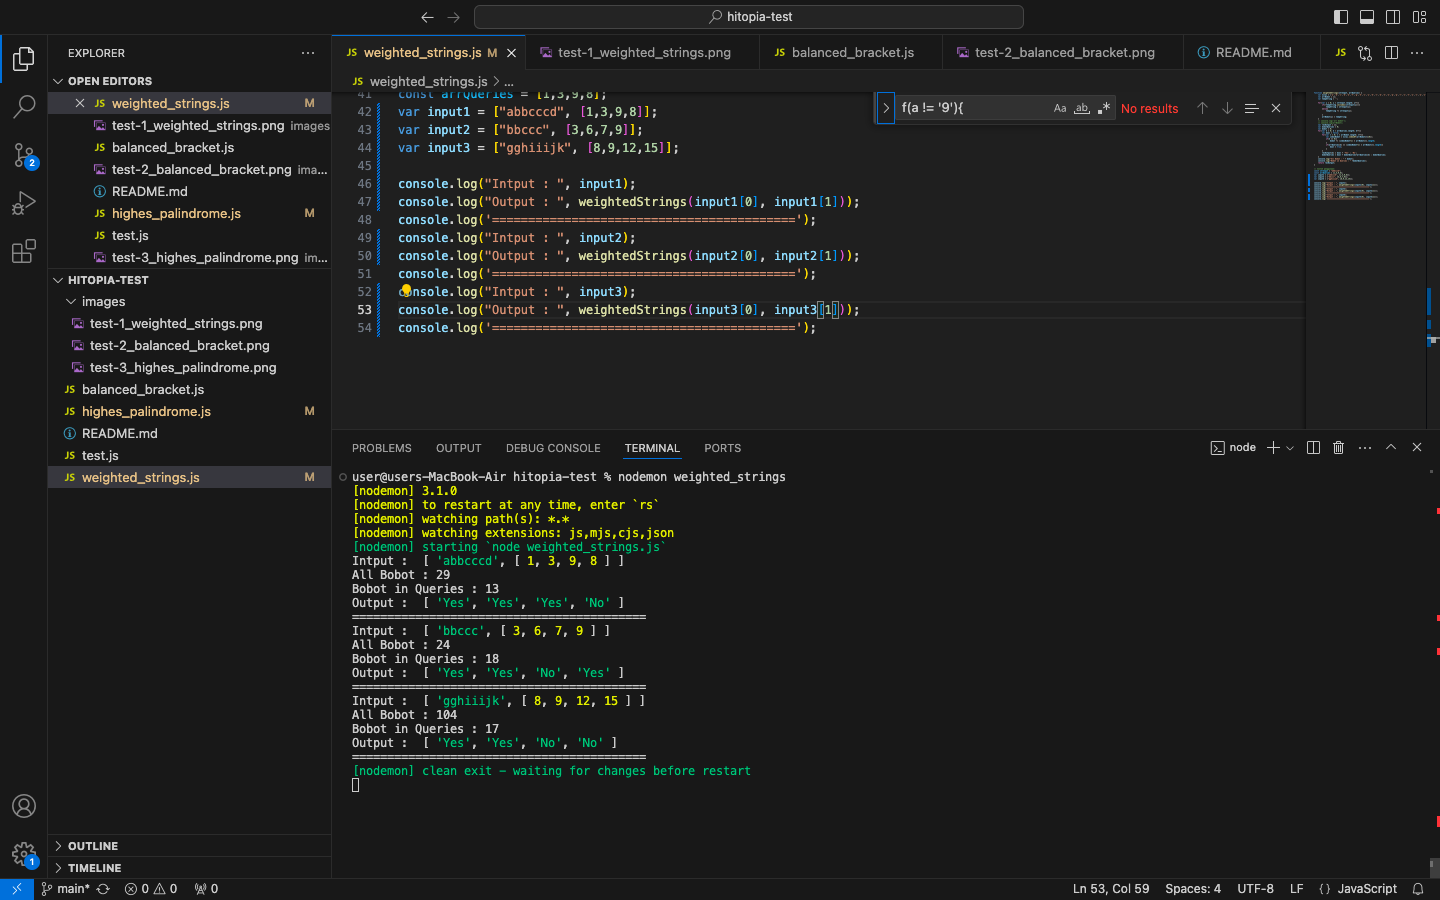 hitopia-test
EXPLORER
OPEN EDITORS
JS weighted_strings.js M
test-1_weighted_strings.png images
JS balanced_bracket.js
test-2_balanced_bracket.png ima...
README.md
JS highes_palindrome.js M
JS test.js
test-3_highes_palindrome.png im...
HITOPIA-TEST
images
test-1_weighted_strings.png
test-2_balanced_bracket.png
test-3_highes_palindrome.png
JS balanced_bracket.js
JS highes_palindrome.js M
README.md
JS test.js
JS weighted_strings.js M
OUTLINE
TIMELINE
2
1
JS weighted_strings.js M
test-1_weighted_strings.png
JS balanced_bracket.js
test-2_balanced_bracket.png
README.md
JS
JS weighted_strings.js > ...
f(a != '9'){
Aa ab .* No results
41 const arrQueries = [1,3,9,8];
42 var input1 = ["abbcccd", [1,3,9,8]];
43 var input2 = ["bbccc", [3,6,7,9]];
44 var input3 = ["gghiiijk", [8,9,12,15]];
45
46 console.log("Intput : ", input1);
47 console.log("Output : ", weightedStrings(input1[0], input1[1]));
48 console.log('==========================================');
49 console.log("Intput : ", input2);
50 console.log("Output : ", weightedStrings(input2[0], input2[1]));
51 console.log('==========================================');
52 console.log("Intput : ", input3);
53 console.log("Output : ", weightedStrings(input3[0], input3[1]));
54 console.log('==========================================');
PROBLEMS OUTPUT DEBUG CONSOLE TERMINAL PORTS
node
user@users-MacBook-Air hitopia-test % nodemon weighted_strings
[nodemon] 3.1.0
[nodemon] to restart at any time, enter `rs`
[nodemon] watching path(s): *.*
[nodemon] watching extensions: js,mjs,cjs,json
[nodemon] starting `node weighted_strings.js`
Intput :  [ 'abbcccd', [ 1, 3, 9, 8 ] ]
All Bobot : 29
Bobot in Queries : 13
Output :  [ 'Yes', 'Yes', 'Yes', 'No' ]
==========================================
Intput :  [ 'bbccc', [ 3, 6, 7, 9 ] ]
All Bobot : 24
Bobot in Queries : 18
Output :  [ 'Yes', 'Yes', 'No', 'Yes' ]
==========================================
Intput :  [ 'gghiiijk', [ 8, 9, 12, 15 ] ]
All Bobot : 104
Bobot in Queries : 17
Output :  [ 'Yes', 'Yes', 'No', 'No' ]
==========================================
[nodemon] clean exit - waiting for changes before restart
main* 0 0 0
Ln 53, Col 59 Spaces: 4 UTF-8 LF {} JavaScript